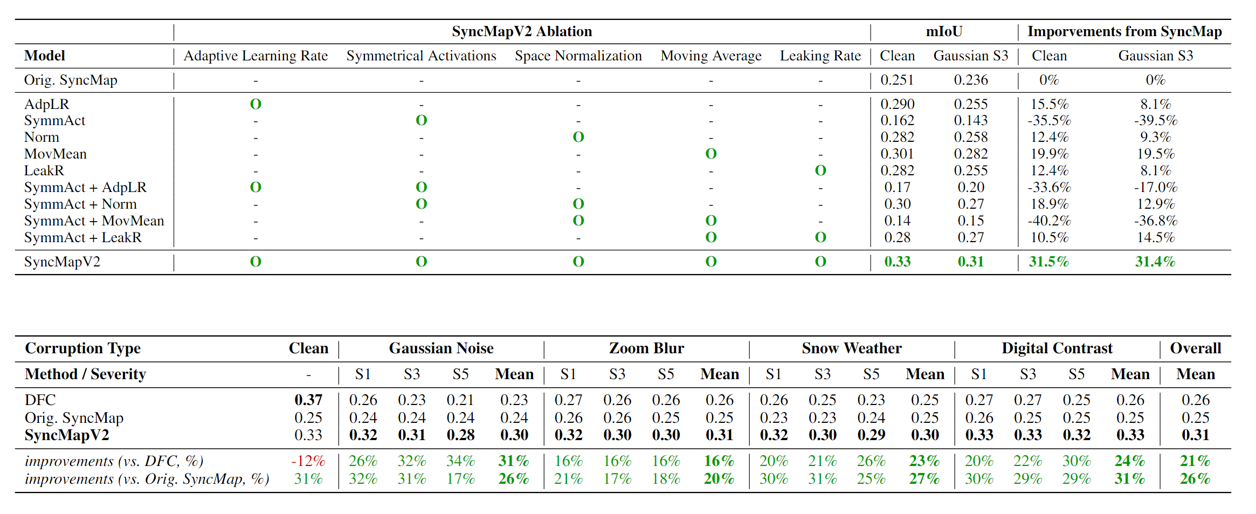 SyncMapV2 Ablation mIoU Imporvements from SyncMap
Model Adaptive Learning Rate Symmetrical Activations Space Normalization Moving Average Leaking Rate Clean Gaussian S3 Clean Gaussian S3
Orig. SyncMap - - - - - 0.251 0.236 0% 0%
AdpLR O - - - - 0.290 0.255 15.5% 8.1%
SymmAct - O - - - 0.162 0.143 -35.5% -39.5%
Norm - - O - - 0.282 0.258 12.4% 9.3%
MovMean - - - O - 0.301 0.282 19.9% 19.5%
LeakR - - - - O 0.282 0.255 12.4% 8.1%
SymmAct + AdpLR O O - - - 0.17 0.20 -33.6% -17.0%
SymmAct + Norm - O O - - 0.30 0.27 18.9% 12.9%
SymmAct + MovMean - - O O - 0.14 0.15 -40.2% -36.8%
SymmAct + LeakR - - - O O 0.28 0.27 10.5% 14.5%
SyncMapV2 O O O O O 0.33 0.31 31.5% 31.4%
Corruption Type Clean Gaussian Noise Zoom Blur Snow Weather Digital Contrast Overall
Method / Severity - S1 S3 S5 Mean S1 S3 S5 Mean S1 S3 S5 Mean S1 S3 S5 Mean Mean
DFC 0.37 0.26 0.23 0.21 0.23 0.27 0.26 0.26 0.26 0.26 0.25 0.23 0.25 0.27 0.27 0.25 0.26 0.26
Orig. SyncMap 0.25 0.24 0.24 0.24 0.24 0.26 0.26 0.25 0.25 0.23 0.23 0.24 0.25 0.26 0.25 0.25 0.25 0.25
SyncMapV2 0.33 0.32 0.31 0.28 0.30 0.32 0.30 0.30 0.31 0.32 0.30 0.29 0.30 0.33 0.33 0.32 0.33 0.31
improvements (vs. DFC, %) -12% 26% 32% 34% 31% 16% 16% 16% 16% 20% 21% 26% 23% 20% 22% 30% 24% 21%
improvements (vs. Orig. SyncMap, %) 31% 32% 31% 17% 26% 21% 17% 18% 20% 30% 31% 25% 27% 30% 29% 29% 31% 26%